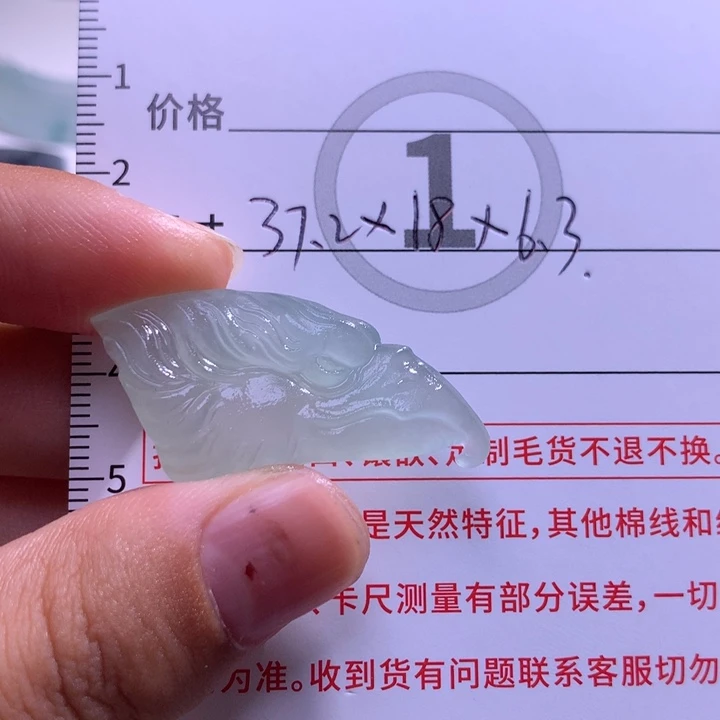 1
价格
1
2
37.2×18×6.3.
4
5
制毛货不退不换。
是天然特征,其他棉线和
卡尺测量有部分误差,一切
为准。收到货有问题联系客服切勿